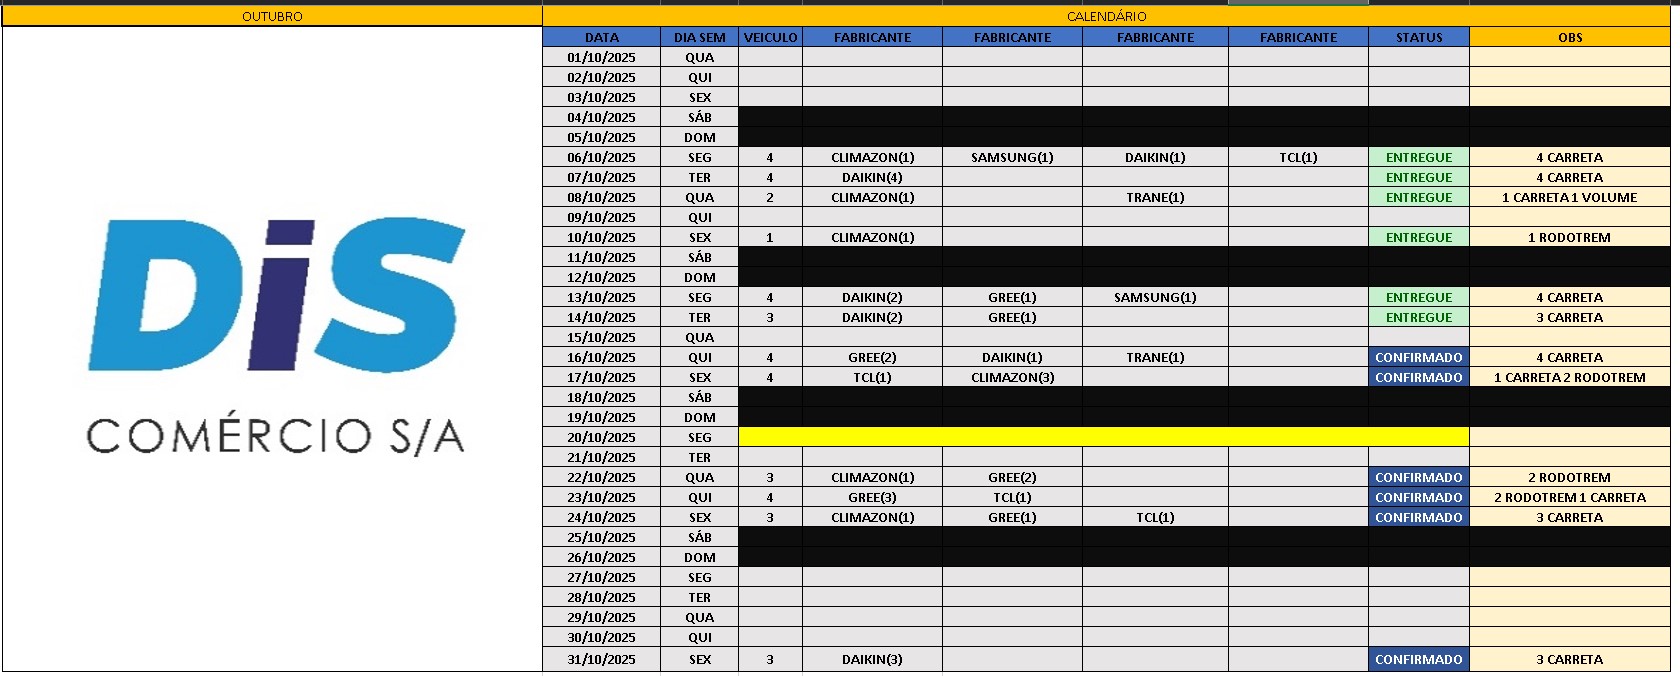 OUTUBRO CALENDÁRIO
DATA DIA SEM VEICULO FABRICANTE FABRICANTE FABRICANTE FABRICANTE STATUS OBS
01/10/2025 QUA
02/10/2025 QUI
03/10/2025 SEX
04/10/2025 SÁB
05/10/2025 DOM
06/10/2025 SEG 4 CLIMAZON(1) SAMSUNG(1) DAIKIN(1) TCL(1) ENTREGUE 4 CARRETA
07/10/2025 TER 4 DAIKIN(4) ENTREGUE 4 CARRETA
08/10/2025 QUA 2 CLIMAZON(1) TRANE(1) ENTREGUE 1 CARRETA 1 VOLUME
09/10/2025 QUI
10/10/2025 SEX 1 CLIMAZON(1) ENTREGUE 1 RODOTREM
11/10/2025 SÁB
12/10/2025 DOM
13/10/2025 SEG 4 DAIKIN(2) GREE(1) SAMSUNG(1) ENTREGUE 4 CARRETA
14/10/2025 TER 3 DAIKIN(2) GREE(1) ENTREGUE 3 CARRETA
15/10/2025 QUA
16/10/2025 QUI 4 GREE(2) DAIKIN(1) TRANE(1) CONFIRMADO 4 CARRETA
17/10/2025 SEX 4 TCL(1) CLIMAZON(3) CONFIRMADO 1 CARRETA 2 RODOTREM
18/10/2025 SÁB
19/10/2025 DOM
20/10/2025 SEG
21/10/2025 TER
22/10/2025 QUA 3 CLIMAZON(1) GREE(2) CONFIRMADO 2 RODOTREM
23/10/2025 QUI 4 GREE(3) TCL(1) CONFIRMADO 2 RODOTREM 1 CARRETA
24/10/2025 SEX 3 CLIMAZON(1) GREE(1) TCL(1) CONFIRMADO 3 CARRETA
25/10/2025 SÁB
26/10/2025 DOM
27/10/2025 SEG
28/10/2025 TER
29/10/2025 QUA
30/10/2025 QUI
31/10/2025 SEX 3 DAIKIN(3) CONFIRMADO 3 CARRETA
DiS
COMÉRCIO S/A